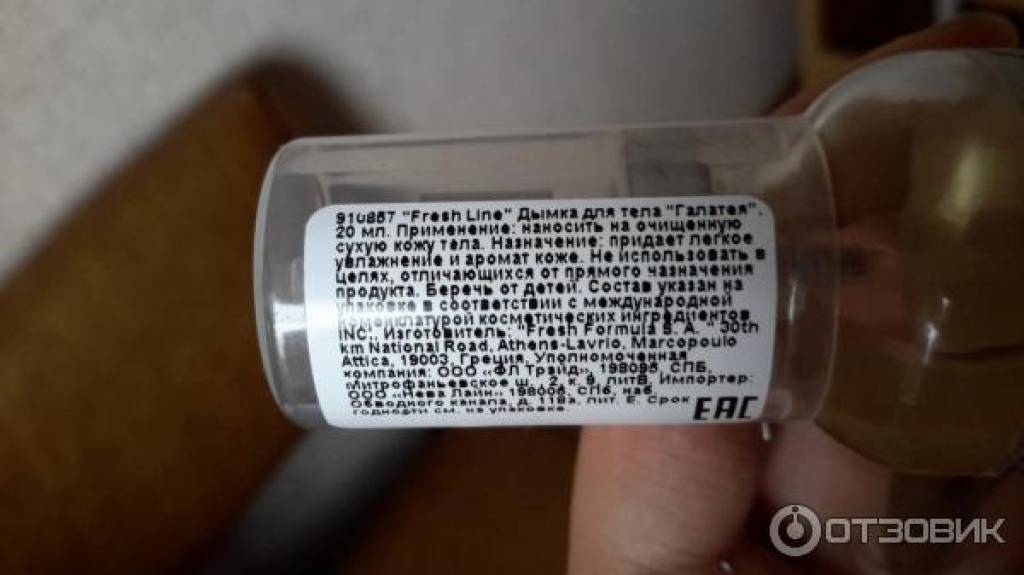 910857 "Fresh Line" Дымка для тела "Галатея",
20 мл. Применение: наносить на очищенную
сухую кожу тела. Назначение: придает легкое
увлажнение и аромат коже. Не использовать в
целях, отличающихся от прямого назначения
продукта. Беречь от детей. Состав указан на
упаковке в соответствии с международной
номенклатурой косметических ингредиентов
INC.. Изготовитель: "Fresh Formula S. A. " 30th
km National Road, Athens-Lavrio, Marcopoulo
Attica, 19003, Греция, Уполномоченная
компания: ООО «ФЛ Трайд», 198095, СПБ,
Митрофаньевское ш., 2, к. 9, литВ, Импортер:
ООО «Нева Лайн» 198005, СПб, наб.
Обводного канала, д. 118а, лит. Е. Срок
годности см. на упаковке.
EAC
ОТЗОВИК